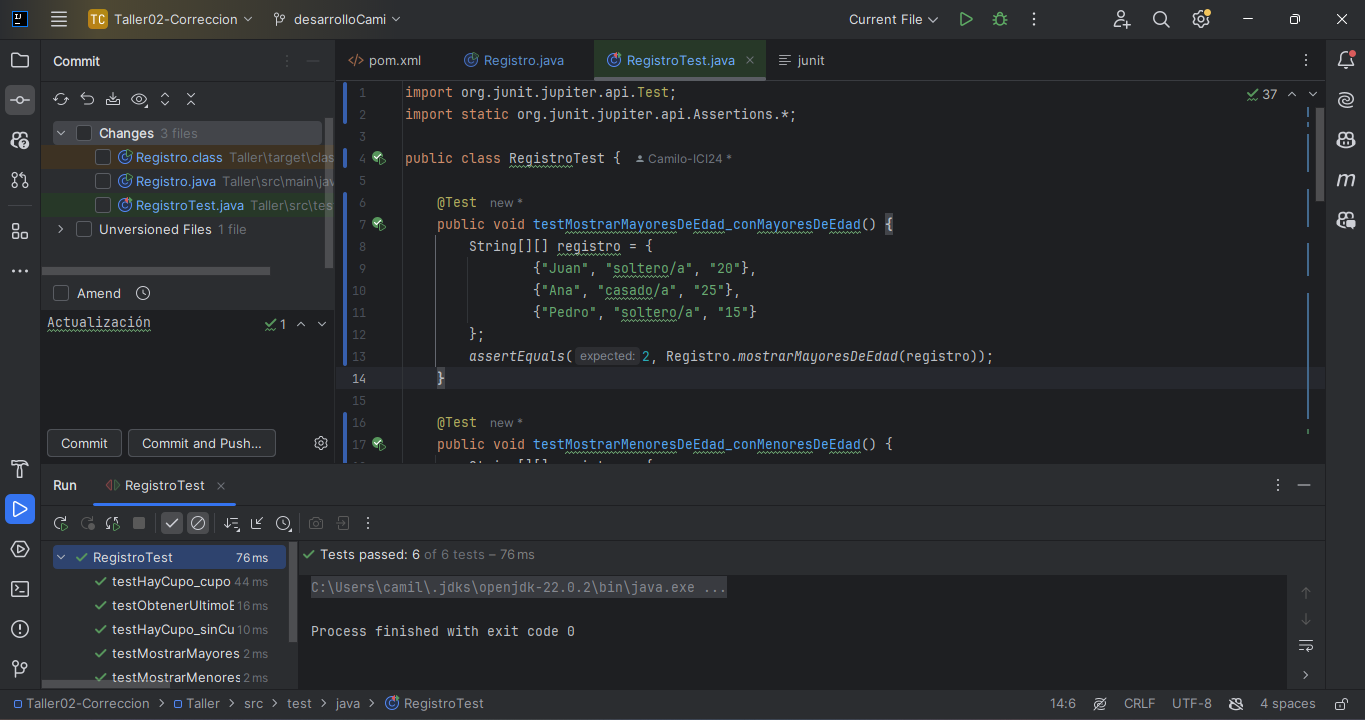 TC Taller02-Correccion desarrolloCami Current File
Commit
pom.xml Registro.java RegistroTest.java junit
Changes 3 files
Registro.class Taller\target\clas
Registro.java Taller\src\main\jav
RegistroTest.java Taller\src\tes
Unversioned Files 1 file
Amend
Actualización 1
Commit Commit and Push...
37
1 import org.junit.jupiter.api.Test;
2 import static org.junit.jupiter.api.Assertions.*;
3
4 public class RegistroTest { Camilo-ICI24 *
5
6 @Test new *
7 public void testMostrarMayoresDeEdad_conMayoresDeEdad() {
8 String[][] registro = {
9 {"Juan", "soltero/a", "20"},
10 {"Ana", "casado/a", "25"},
11 {"Pedro", "soltero/a", "15"}
12 };
13 assertEquals( expected: 2, Registro.mostrarMayoresDeEdad(registro));
14 }
15
16 @Test new *
17 public void testMostrarMenoresDeEdad_conMenoresDeEdad() {
Run RegistroTest
RegistroTest 76 ms
testHayCupo_cupo 44 ms
testObtenerUltimoE 16 ms
testHayCupo_sinCu 10 ms
testMostrarMayores 2 ms
testMostrarMenores 2 ms
Tests passed: 6 of 6 tests – 76 ms
C:\Users\camil\.jdks\openjdk-22.0.2\bin\java.exe ...
Process finished with exit code 0
Taller02-Correccion > Taller > src > test > java > RegistroTest
14:6 CRLF UTF-8 4 spaces